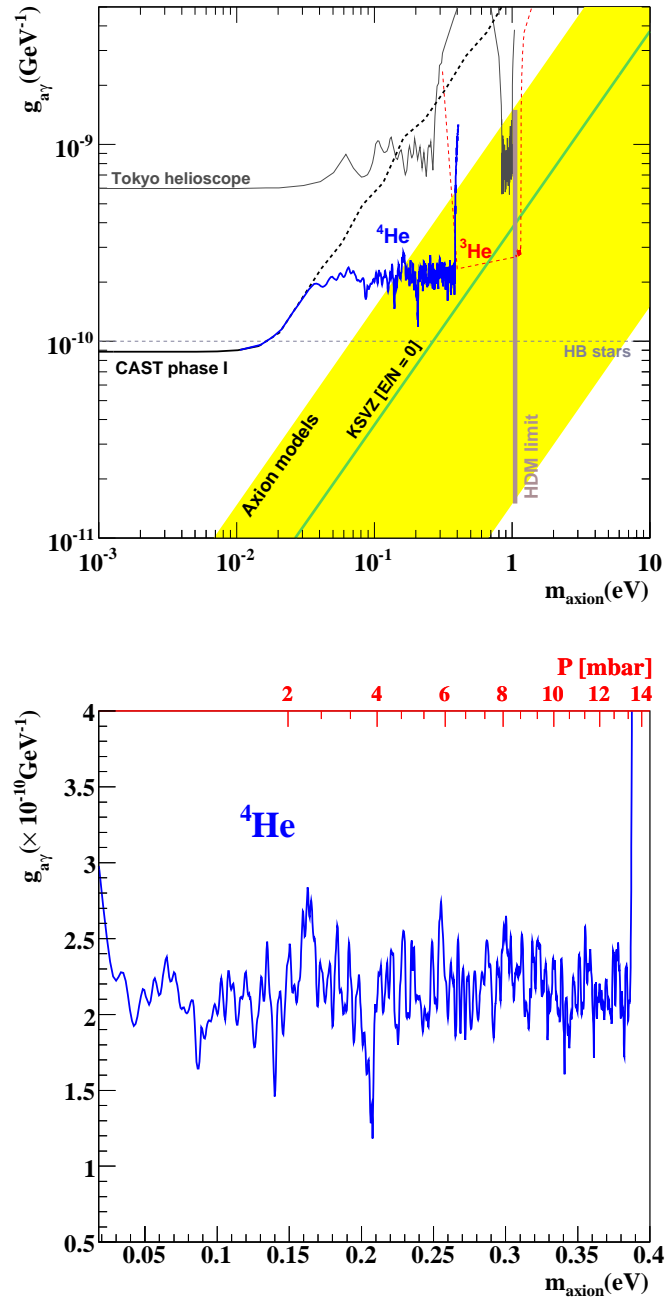 g_aγ(GeV⁻¹)
10⁻⁹
Tokyo helioscope
⁴He
³He
10⁻¹⁰
HB stars
CAST phase I
KSVZ [E/N = 0]
Axion models
HDM limit
10⁻¹¹
10⁻³ 10⁻² 10⁻¹ 1 10
m_axion(eV)
P [mbar]
2 4 6 8 10 12 14
g_aγ(× 10⁻¹⁰GeV⁻¹)
4
⁴He
3.5
3
2.5
2
1.5
1
0.5
0.05 0.1 0.15 0.2 0.25 0.3 0.35 0.4
m_axion(eV)